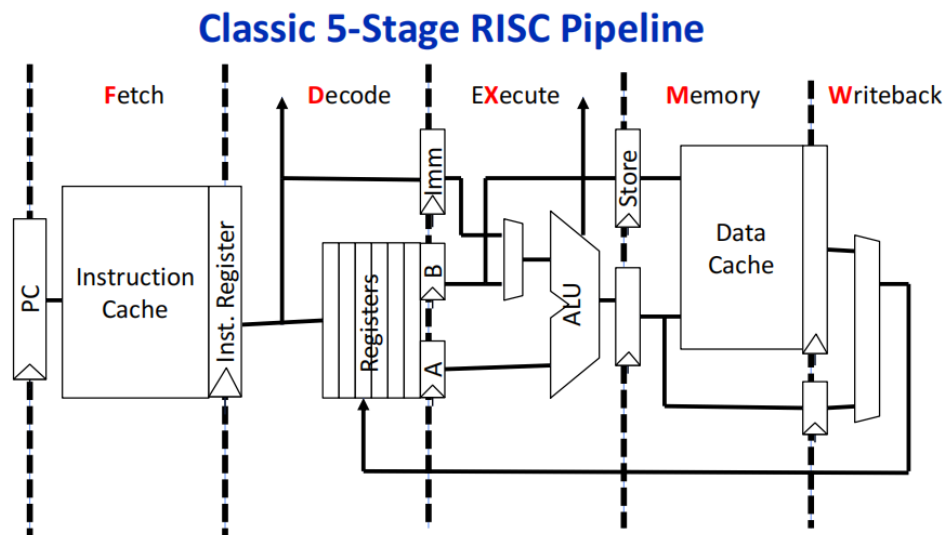 Classic 5-Stage RISC Pipeline
Fetch
Decode
EXecute
Memory
Writeback
PC
Instruction
Cache
Inst. Register
Registers
Imm
B
A
ALU
Store
Data
Cache